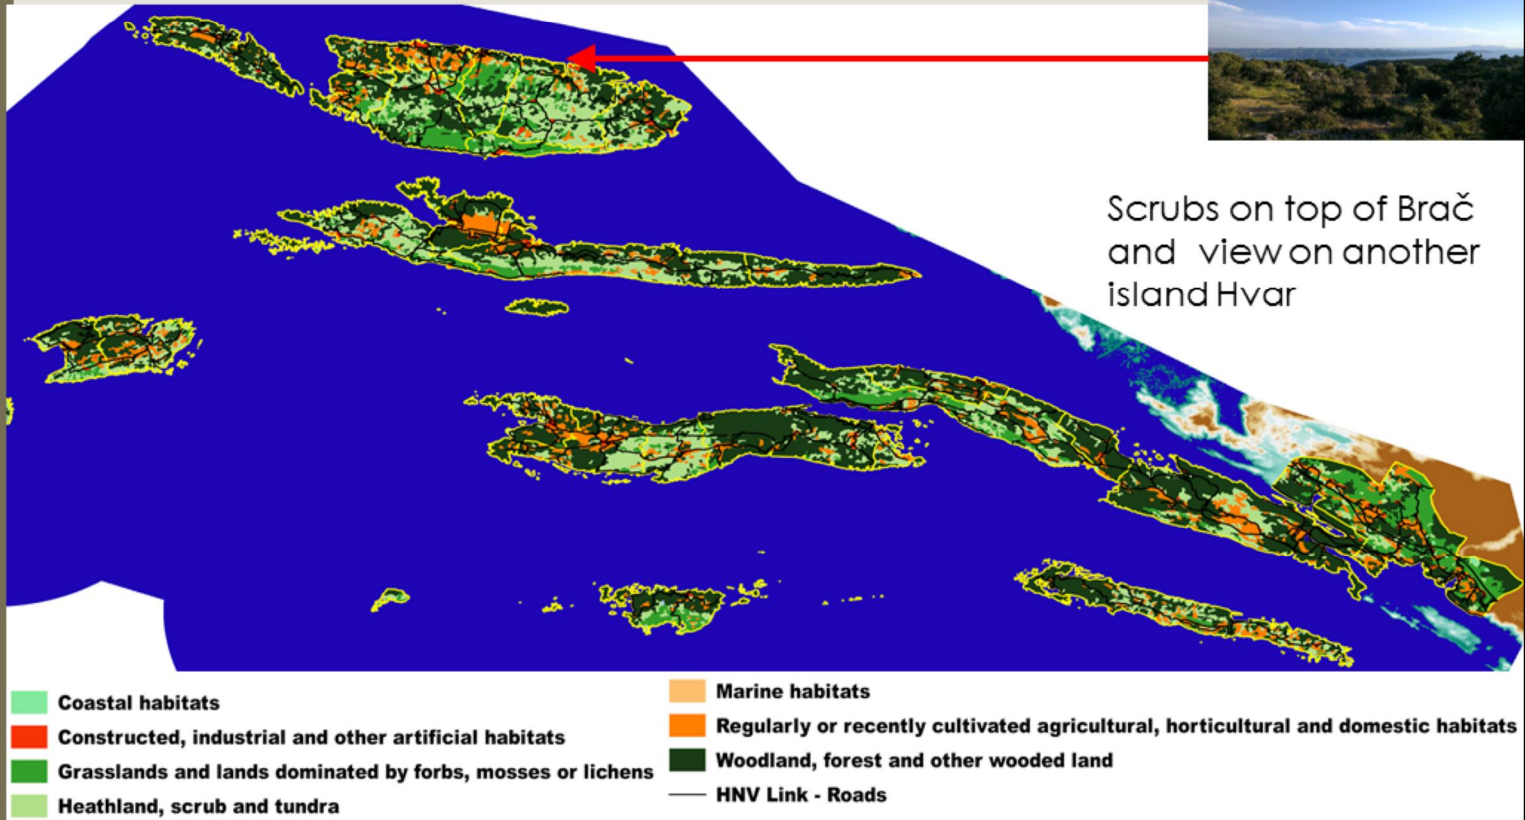 Scrubs on top of Brač
and view on another
island Hvar
Coastal habitats
Constructed, industrial and other artificial habitats
Grasslands and lands dominated by forbs, mosses or lichens
Heathland, scrub and tundra
Marine habitats
Regularly or recently cultivated agricultural, horticultural and domestic habitats
Woodland, forest and other wooded land
HNV Link - Roads